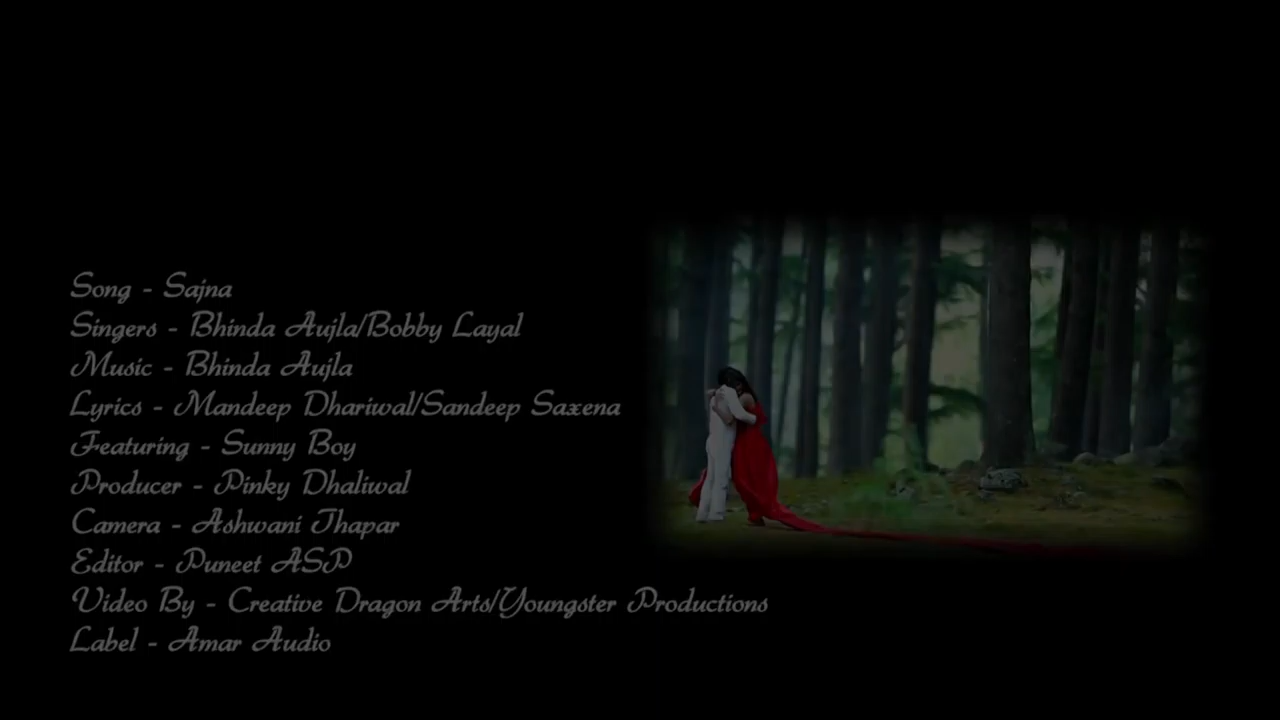 Song - Sajna
Singers - Bhinda Aujla/Bobby Layal
Music - Bhinda Aujla
Lyrics - Mandeep Dhariwal/Sandeep Saxena
Featuring - Sunny Boy
Producer - Pinky Dhaliwal
Camera - Ashwani Thapar
Editor - Puneet ASP
Video By - Creative Dragon Arts/Youngster Productions
Label - Amar Audio